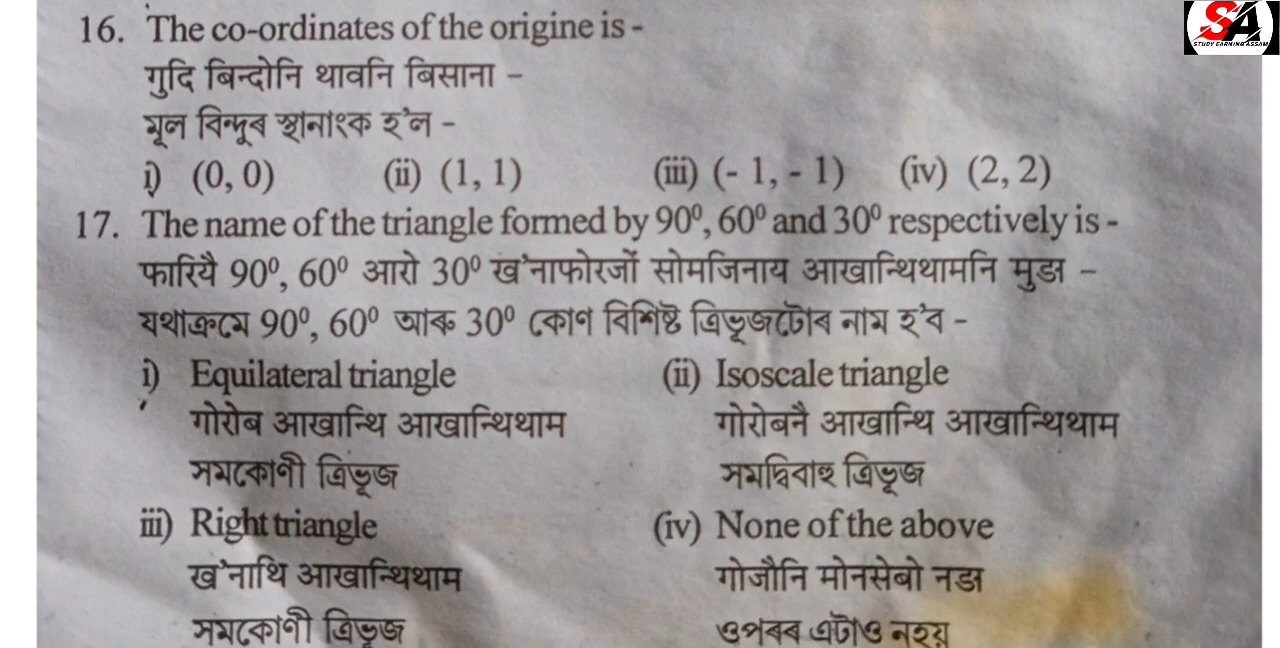 SA
STUDY EARNING ASSAM
16. The co-ordinates of the origine is -
गुदि बिन्दोनि थावनि बिसाना –
মূল বিন্দুৰ স্থানাংক হ'ল -
i) (0, 0) (ii) (1, 1) (iii) (- 1, - 1) (iv) (2, 2)
17. The name of the triangle formed by 90⁰, 60⁰ and 30⁰ respectively is -
फारियै 90⁰, 60⁰ आरो 30⁰ ख'नाफोरजों सोमजिनाय आखान्थिथामनि मुङा –
যথাক্ৰমে 90⁰, 60⁰ আৰু 30⁰ কোণ বিশিষ্ট ত্ৰিভূজটোৰ নাম হ'ব -
i) Equilateral triangle (ii) Isoscale triangle
गोरोब आखान्थि आखान्थिथाम गोरोबनै आखान्थि आखान्थिथाम
সমকোণী ত্ৰিভূজ সমদ্বিবাহু ত্ৰিভূজ
iii) Right triangle (iv) None of the above
ख'नाथि आखान्थिथाम गोजौनि मोनसेबो नङा
সমকোণী ত্ৰিভূজ ওপৰৰ এটাও নহয়